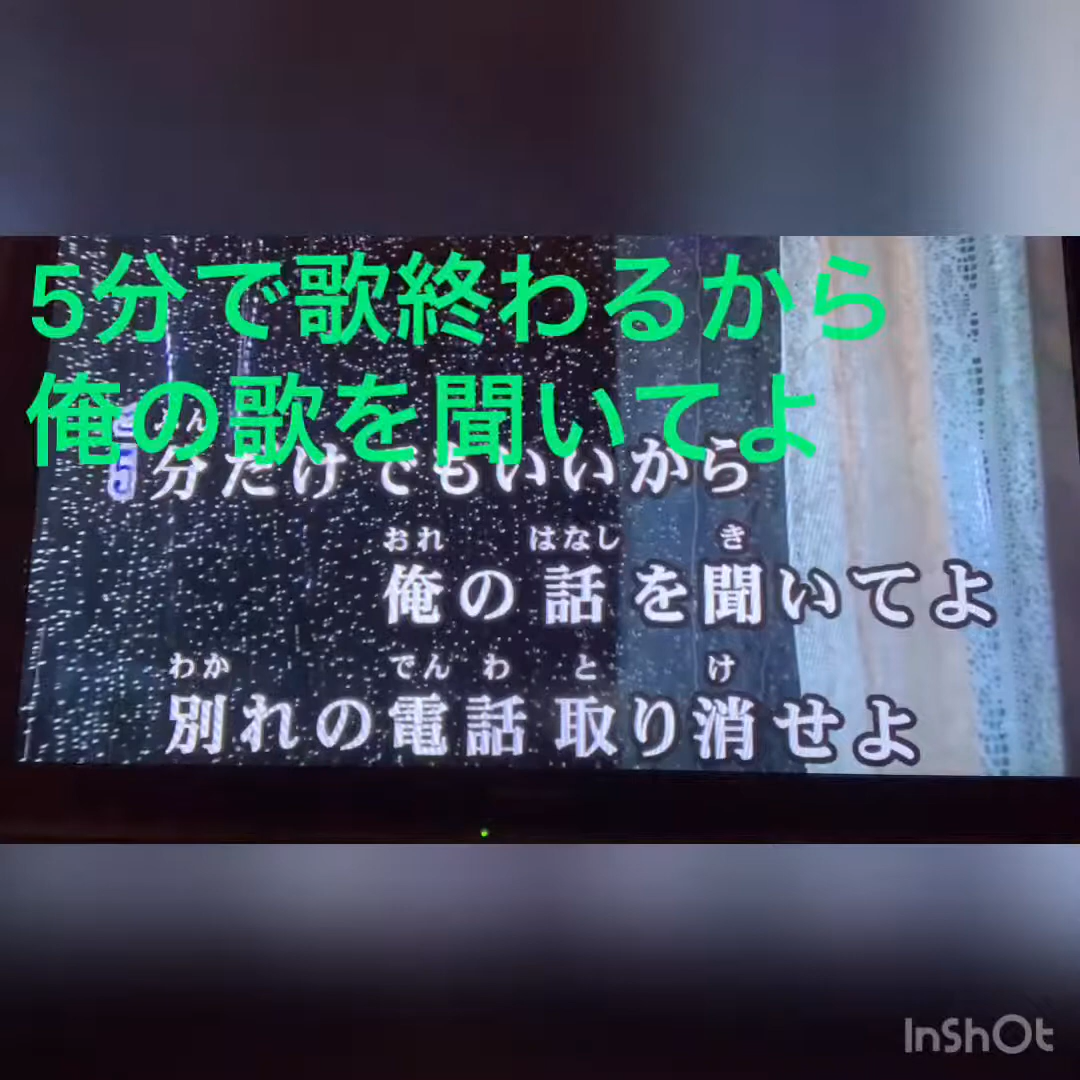 5分で歌終わるから
俺の歌を聞いてよ
5分だけでもいいから
おれ はなし き
俺の話を聞いてよ
わか でん わ と け
別れの電話取り消せよ
InShOt